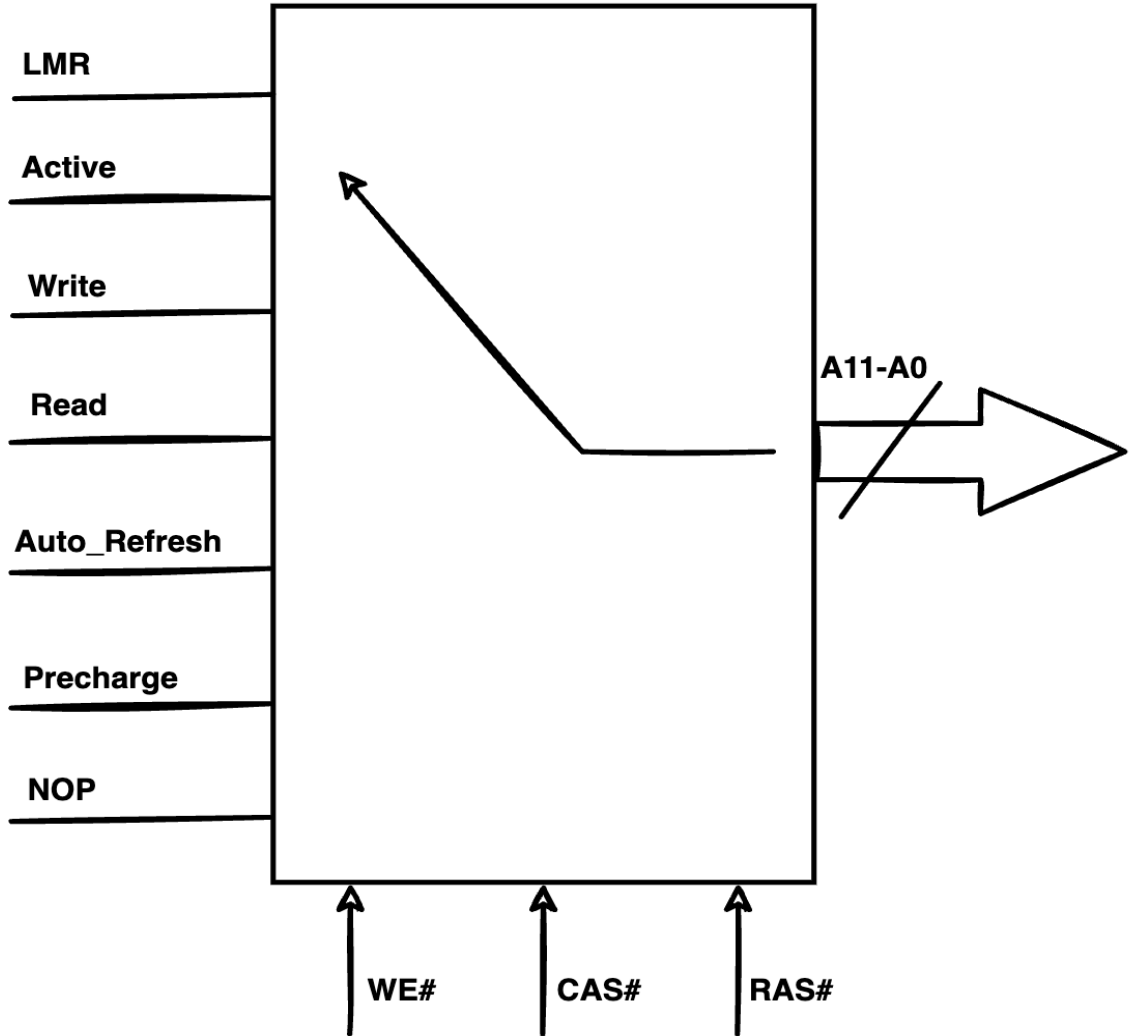 LMR
Active
Write
A11-A0
Read
Auto_Refresh
Precharge
NOP
WE#
CAS#
RAS#